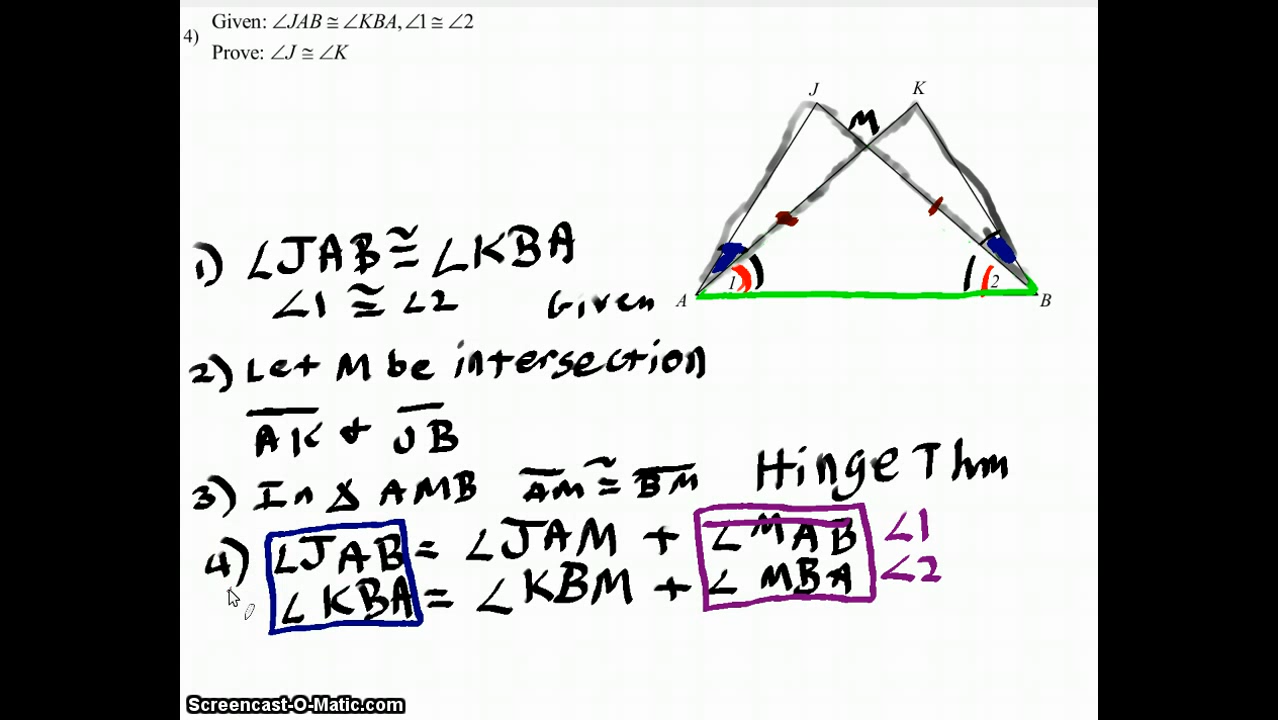 4) Given: ∠JAB ≅ ∠KBA, ∠1 ≅ ∠2
Prove: ∠J ≅ ∠K
J K
M
1 2
A B
1) ∠JAB ≅ ∠KBA
∠1 ≅ ∠2 Given
2) Let M be intersection
AK & JB
3) In △ AMB AM ≅ BM Hinge Thm
4) ∠JAB = ∠JAM + ∠MAB ∠1
∠KBA = ∠KBM + ∠MBA ∠2
Screencast-O-Matic.com